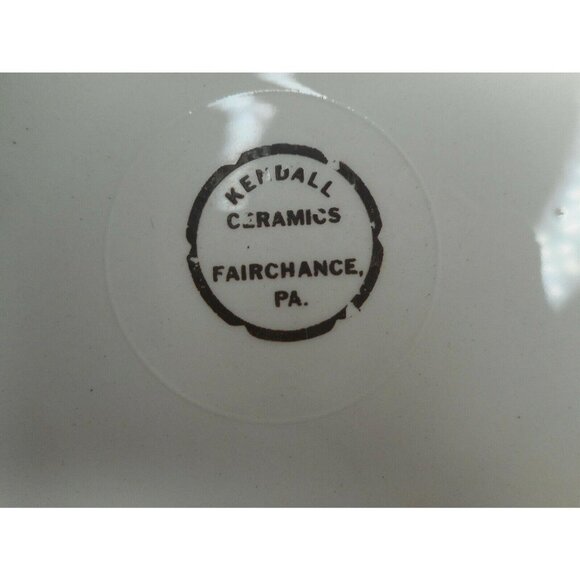 KENDALL
CERAMICS
FAIRCHANCE,
PA.